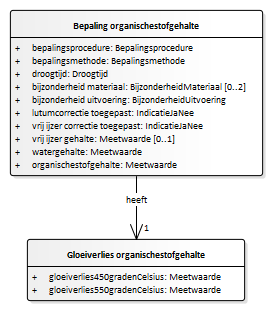 Bepaling organischestofgehalte
+ bepalingsprocedure: Bepalingsprocedure
+ bepalingsmethode: Bepalingsmethode
+ droogtijd: Droogtijd
+ bijzonderheid materiaal: BijzonderheidMateriaal [0..2]
+ bijzonderheid uitvoering: BijzonderheidUitvoering
+ lutumcorrectie toegepast: IndicatieJaNee
+ vrij ijzer correctie toegepast: IndicatieJaNee
+ vrij ijzer gehalte: Meetwaarde [0..1]
+ watergehalte: Meetwaarde
+ organischestofgehalte: Meetwaarde
heeft
1
Gloeiverlies organischestofgehalte
+ gloeiverlies450gradenCelsius: Meetwaarde
+ gloeiverlies550gradenCelsius: Meetwaarde